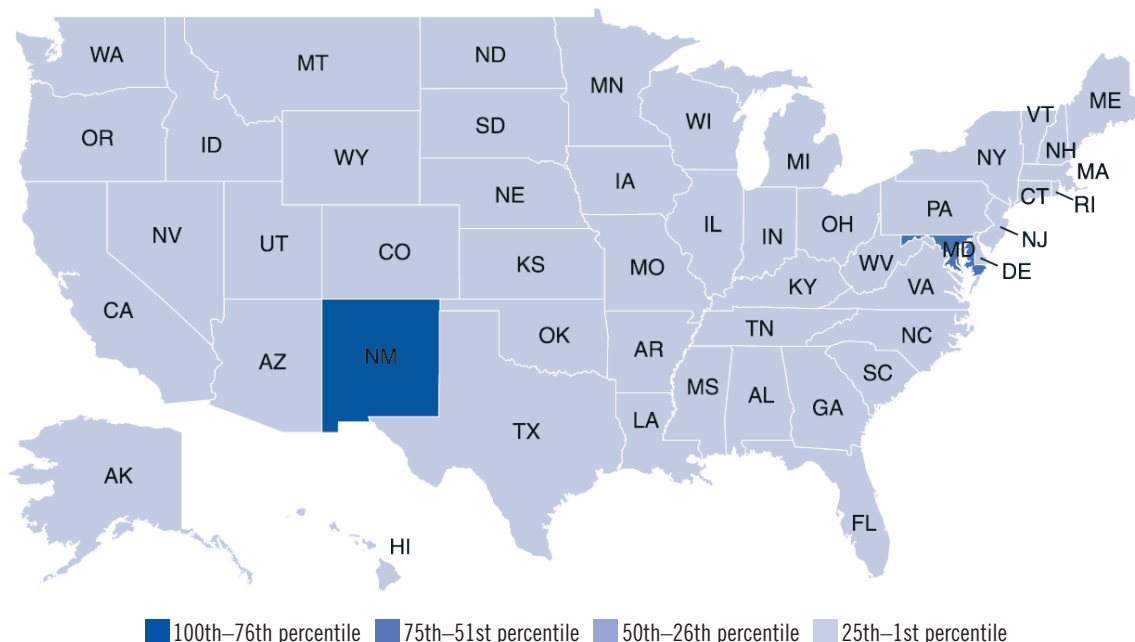 WA
MT
ND
MN
ME
VT
OR
ID
SD
WI
NY
NH
WY
MI
MA
IA
NE
CT
RI
PA
NV
UT
IL
IN
OH
NJ
CO
MD
DE
KS
MO
WV
CA
KY
VA
TN
NC
OK
AZ
NM
AR
SC
MS
AL
GA
LA
TX
AK
FL
HI
100th–76th percentile 75th–51st percentile 50th–26th percentile 25th–1st percentile